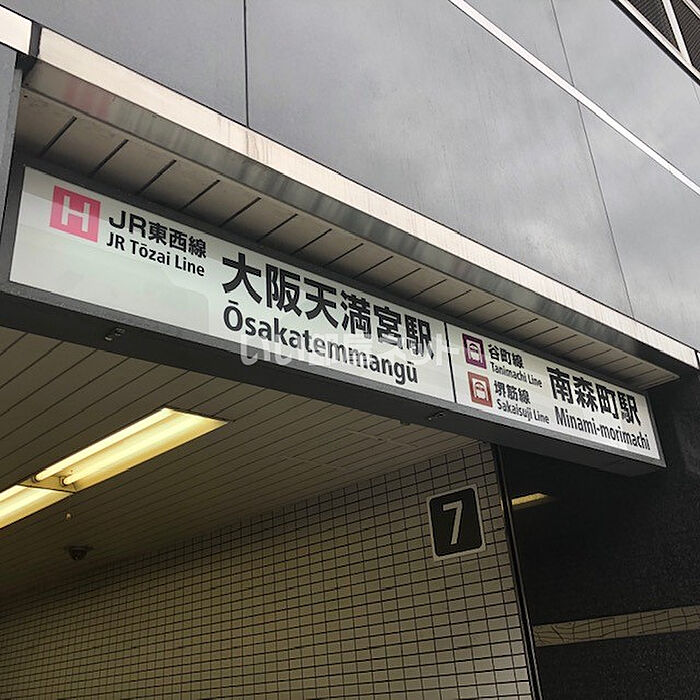 H
JR東西線
JR Tōzai Line
大阪天満宮駅
Ōsakatemmangū
谷町線
Tanimachi Line
堺筋線
Sakaisuji Line
南森町駅
Minami-morimachi
7